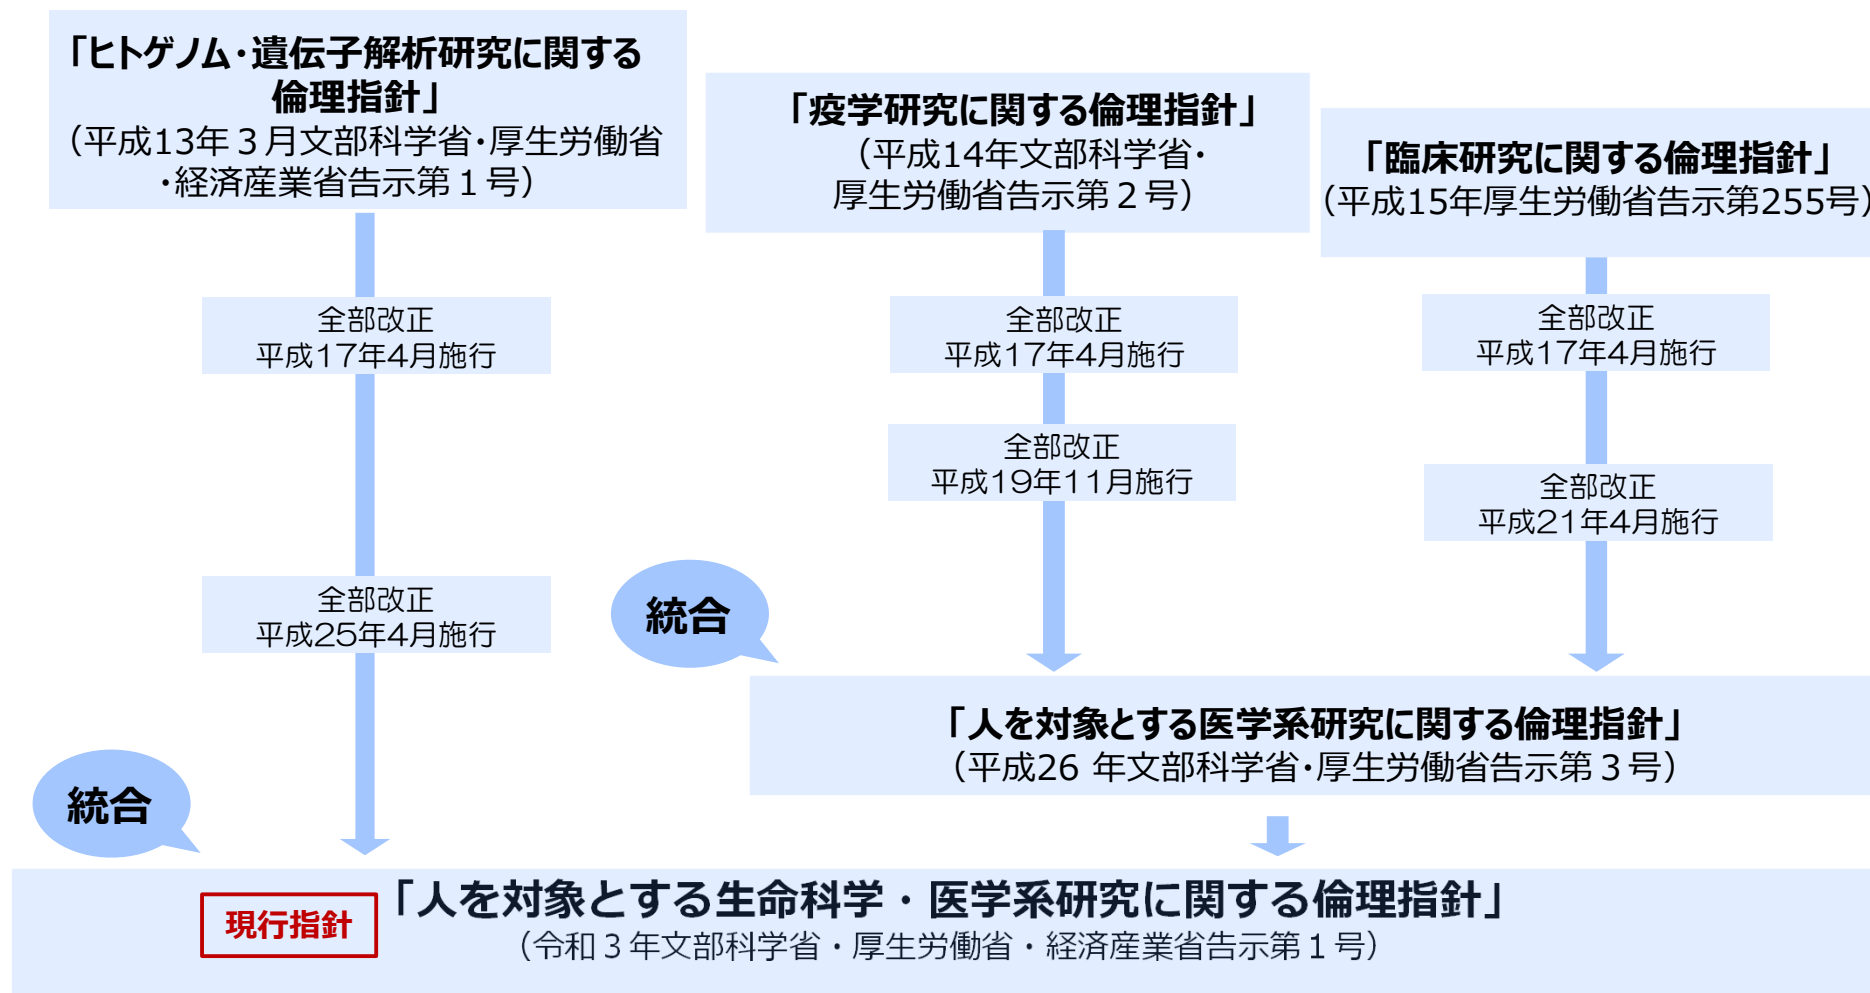 「ヒトゲノム・遺伝子解析研究に関する
倫理指針」
（平成13年３月文部科学省・厚生労働省
・経済産業省告示第１号）
「疫学研究に関する倫理指針」
（平成14年文部科学省・
厚生労働省告示第２号）
「臨床研究に関する倫理指針」
（平成15年厚生労働省告示第255号）
全部改正
平成17年4月施行
全部改正
平成17年4月施行
全部改正
平成17年4月施行
全部改正
平成19年11月施行
全部改正
平成21年4月施行
全部改正
平成25年4月施行
統合
「人を対象とする医学系研究に関する倫理指針」
（平成26 年文部科学省・厚生労働省告示第３号）
統合
現行指針
「人を対象とする生命科学・医学系研究に関する倫理指針」
（令和３年文部科学省・厚生労働省・経済産業省告示第１号）